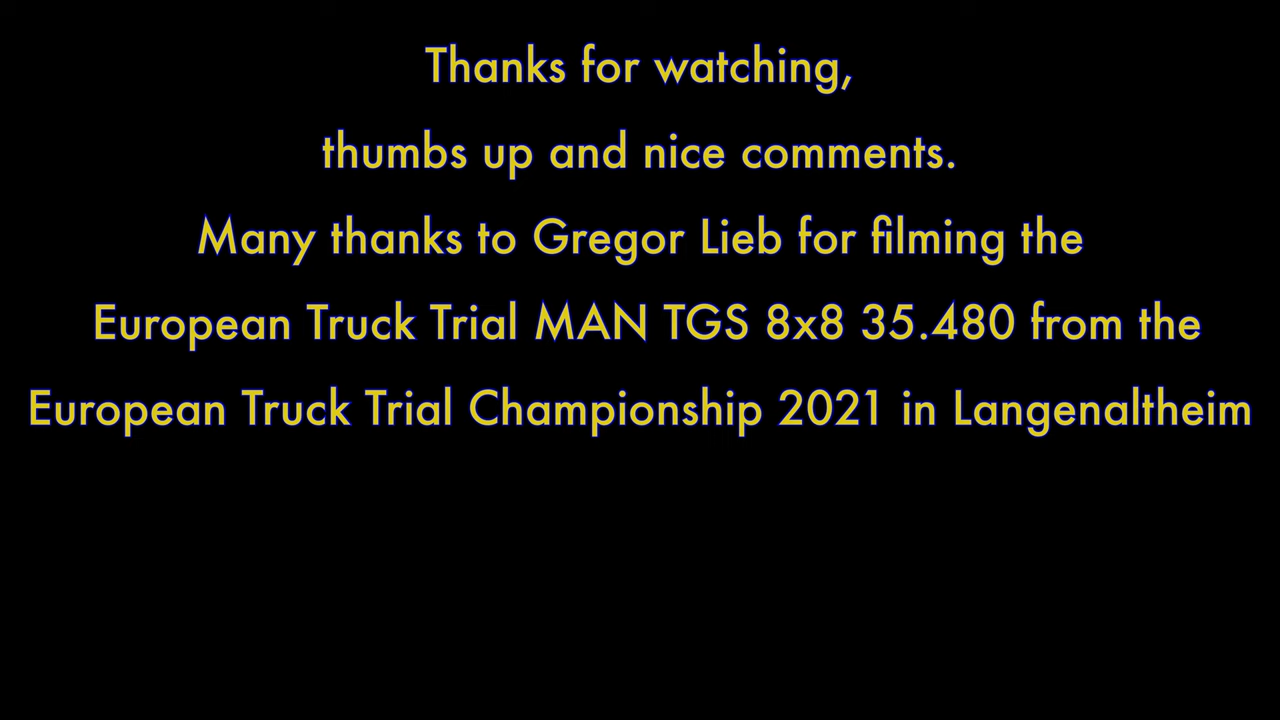 Thanks for watching,
thumbs up and nice comments.
Many thanks to Gregor Lieb for filming the
European Truck Trial MAN TGS 8x8 35.480 from the
European Truck Trial Championship 2021 in Langenaltheim